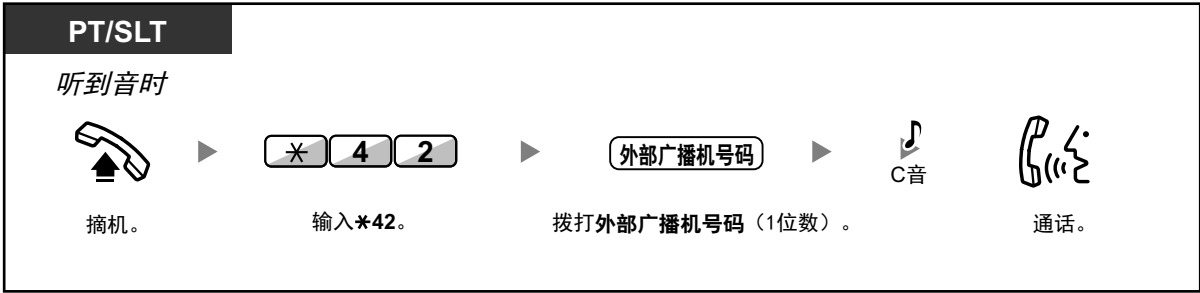 PT/SLT
听到音时
* 4 2
外部广播机号码
C音
摘机。
输入*42。
拨打外部广播机号码（1位数）。
通话。